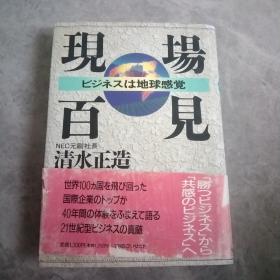 現場
ビジネスは地球感覚
百見
NEC元副社長
清水正造
「勝つビジネス」から
「共感のビジネス」へ
世界100ヵ国を飛び回った
国際企業のトップが
40年間の体験をふまえて語る
21世紀型ビジネスの真髄